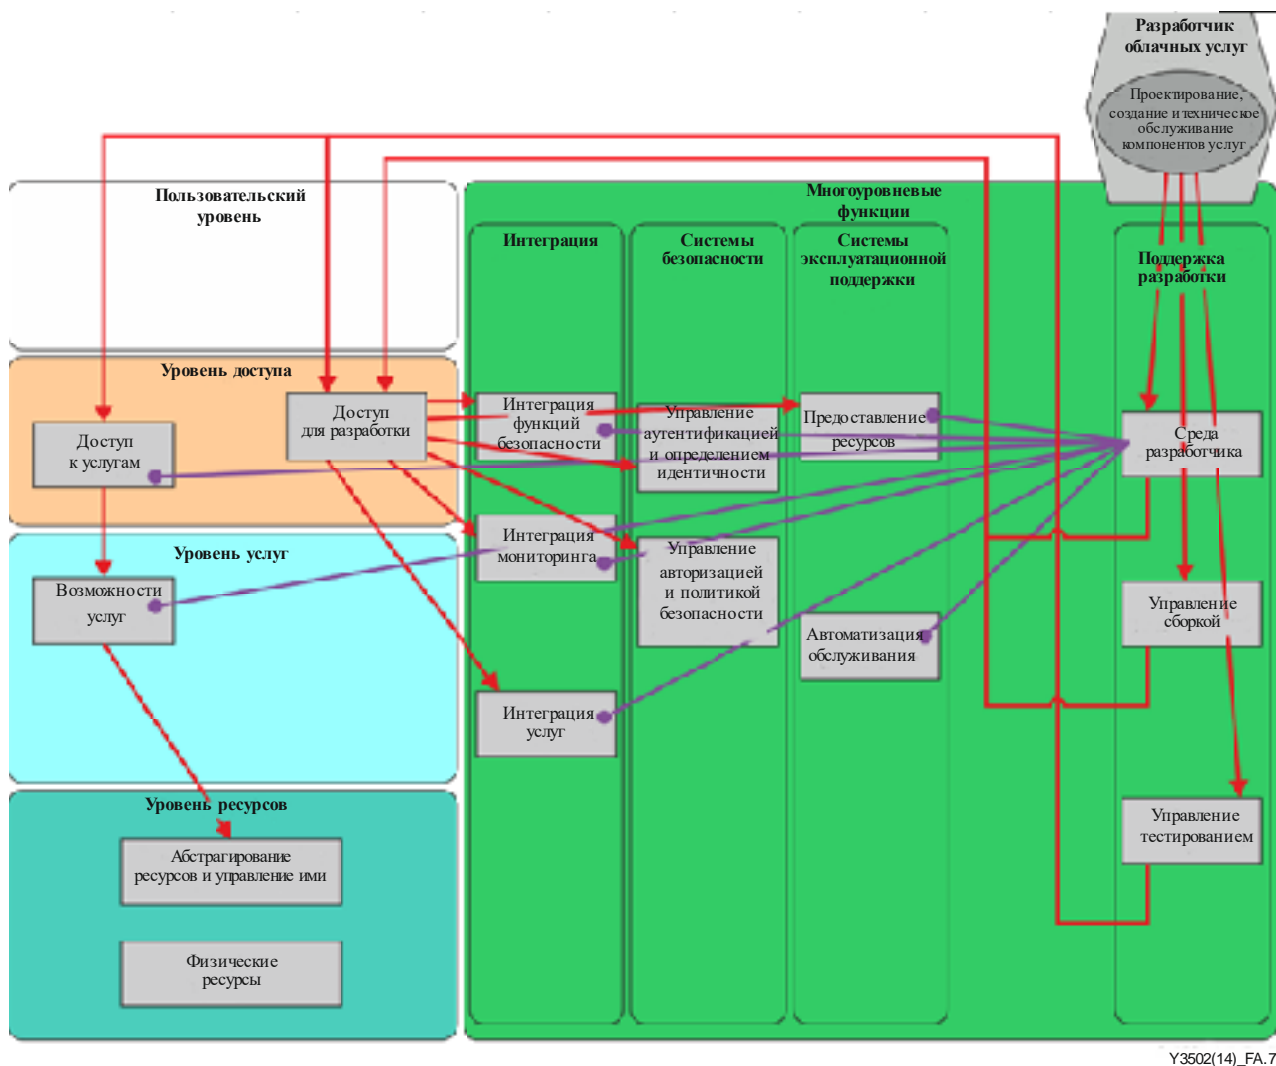 Разработчик
облачных услуг
Проектирование,
создание и техническое
обслуживание
компонентов услуг
Пользовательский
уровень
Многоуровневые
функции
Интеграция
Системы
безопасности
Системы
эксплуатационной
поддержки
Поддержка
разработки
Уровень доступа
Доступ
к услугам
Доступ
для разработки
Интеграция
функций
безопасности
Управление
аутентификацией
и определением
идентичности
Предоставление
ресурсов
Среда
разработчика
Уровень услуг
Возможности
услуг
Интеграция
мониторинга
Управление
авторизацией
и политикой
безопасности
Автоматизация
обслуживания
Управление
сборкой
Интеграция
услуг
Уровень ресурсов
Абстрагирование
ресурсов и управление ими
Физические
ресурсы
Управление
тестированием
Y3502(14)_FA.7